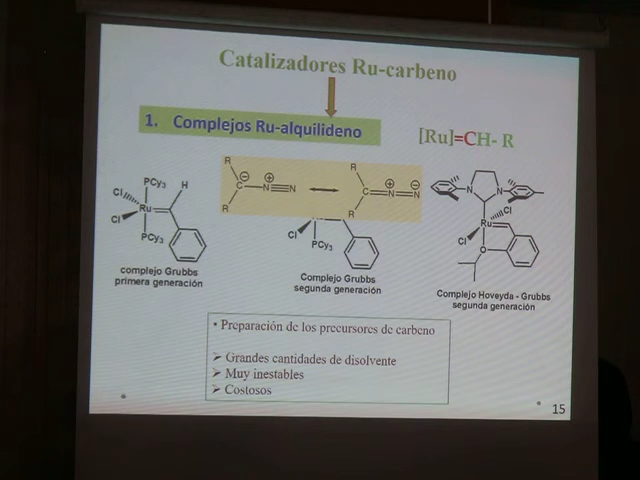 Catalizadores Ru-carbeno
1. Complejos Ru-alquilideno
[Ru]=CH- R
PCy3
H
Cl
Ru
Cl
PCy3
complejo Grubbs
primera generación
R
C
N
N
R
R
C
N
N
R
Cl
PCy3
Complejo Grubbs
segunda generación
N
N
Cl
Ru
Cl
O
Complejo Hoveyda - Grubbs
segunda generación
• Preparación de los precursores de carbeno
➢ Grandes cantidades de disolvente
➢ Muy inestables
➢ Costosos
15